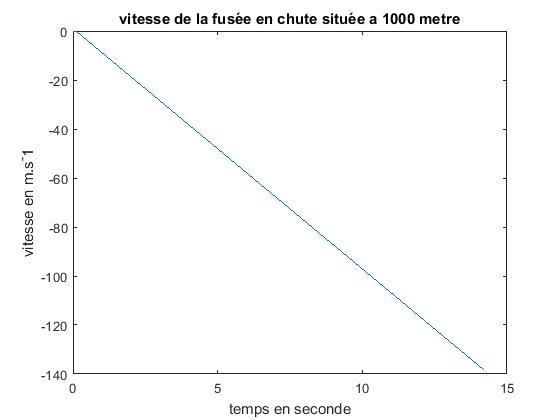 vitesse de la fusée en chute située a 1000 metre
0
-20
-40
-60
-80
-100
-120
-140
vitesse en m.s⁻1
0 5 10 15
temps en seconde